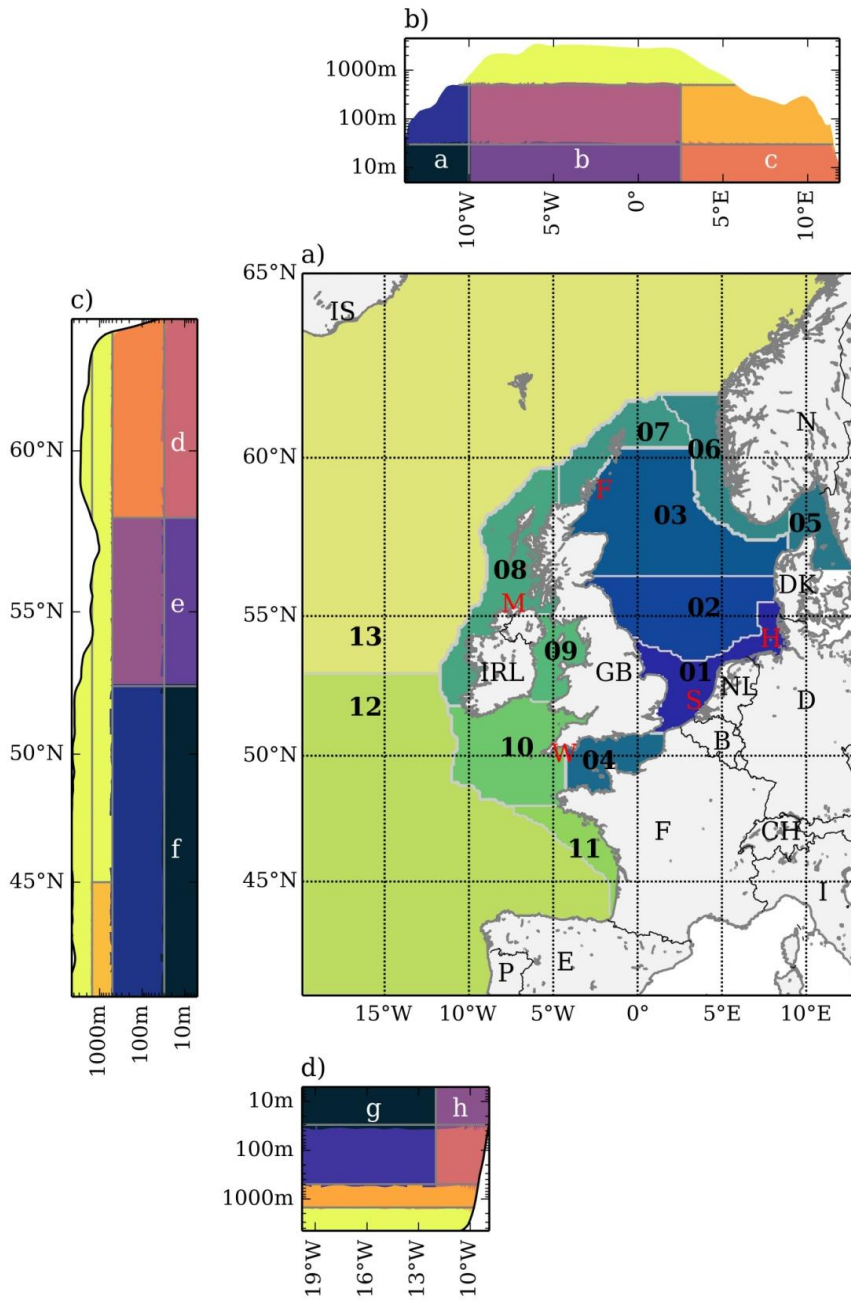 b)
1000m
100m
10m
a b c
10°W 5°W 0° 5°E 10°E
a)
65°N
60°N
55°N
50°N
45°N
IS
07
06
N
F
03
05
08
DK
M
02
13
H
09
01
IRL
GB
S
NL
D
12
10
W
04
B
F
CH
11
I
P
E
15°W 10°W 5°W 0° 5°E 10°E
c)
60°N
55°N
50°N
45°N
d
e
f
1000m 100m 10m
d)
10m
100m
1000m
g h
19°W 16°W 13°W 10°W